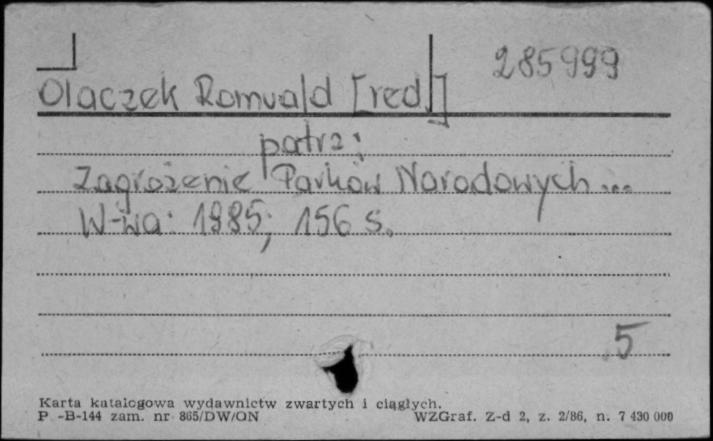 285999
Olaczek Romuald [red.]
patrz:
Zagrożenie Parków Narodowych...
W-wa: 1985; 156 s.
5
Karta katalogowa wydawnictw zwartych i ciągłych.
P -B-144 zam. nr 865/DW/ON WZGraf. Z-d 2, z. 2/86, n. 7 430 000